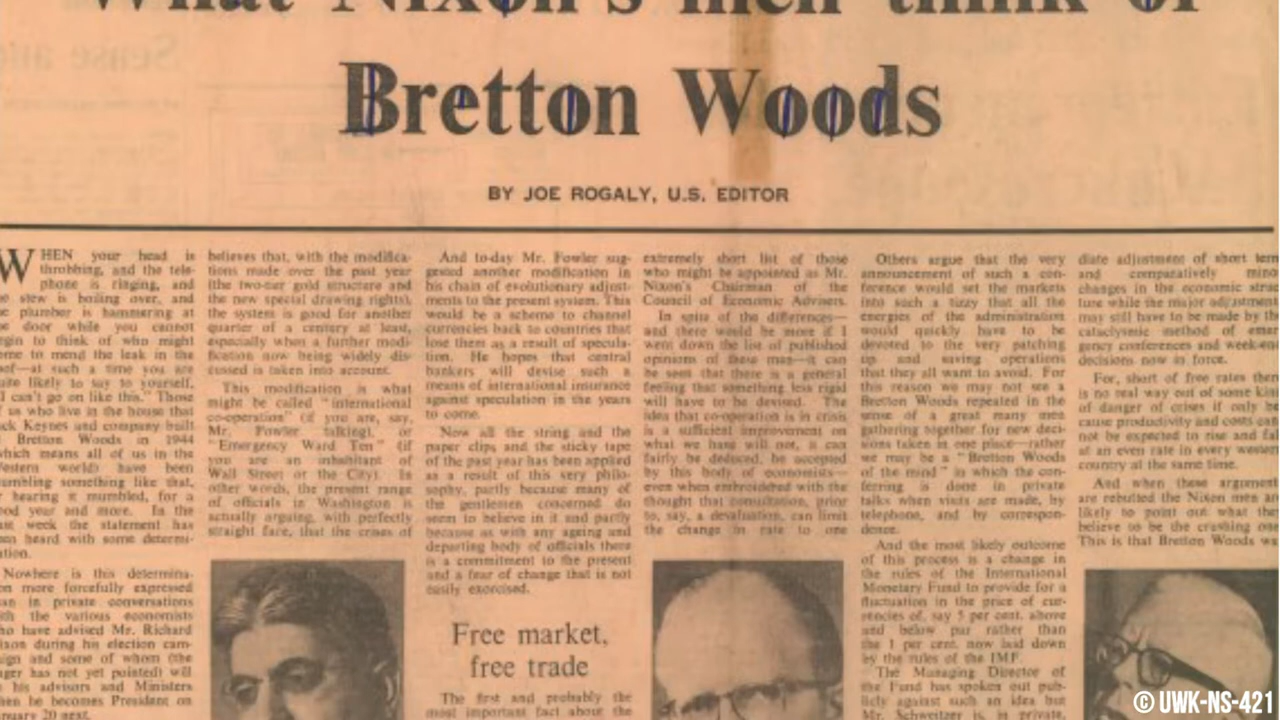 What Nixon's men think of
Bretton Woods
BY JOE ROGALY, U.S. EDITOR
WHEN your head is
throbbing, and the tele-
phone is ringing, and
stew is boiling over, and
plumber is hammering at
door while you cannot
to think of who might
to mend the leak in the
at such a time you are
likely to say to yourself,
can't go on like this." Those
us who live in the house that
Keynes and company built
Bretton Woods in 1944
which means all of us in the
world) have been
something like that,
hearing it mumbled, for a
good year and more. In the
week the statement has
been heard with some determi-
Nowhere is this determina-
more forcefully expressed
in private conversations
the various economists
who have advised Mr. Richard
during his election cam-
and some of whom (the
has not yet pointed) will
his advisors and Ministers
when he becomes President on
20 next.
believes that, with the modifica-
tions made over the past year
(the two-tier gold structure and
the new special drawing rights),
the system is good for another
quarter of a century at least,
especially when a further modi-
fication now being widely dis-
cussed is taken into account.
This modification is what
might be called "international
co-operation" (if you are, say,
Mr. Fowler talking), or
"Emergency Ward Ten" (if
you are an inhabitant of
Wall Street or the City). In
other words, the present range
of officials in Washington is
actually arguing, with perfectly
straight face, that the crises of
And to-day Mr. Fowler sug-
gested another modification in
his chain of evolutionary adjust-
ments to the present system. This
would be a scheme to channel
currencies back to countries that
lose them as a result of specula-
tion. He hopes that central
bankers will devise such a
means of international insurance
against speculation in the years
to come.
Now all the string and the
paper clips and the sticky tape
of the past year has been applied
as a result of this very philo-
sophy, partly because many of
the gentlemen concerned do
seem to believe in it and partly
because as with any ageing and
departing body of officials there
is a commitment to the present
and a fear of change that is not
easily exorcised.
Free market,
free trade
The first and probably the
most important fact about the
extremely short list of those
who might be appointed as Mr.
Nixon's Chairman of the
Council of Economic Advisers.
In spite of the differences—
and there would be more if I
went down the list of published
opinions of these men—it can
be seen that there is a general
feeling that something less rigid
will have to be devised. The
idea that co-operation is in crisis
is a sufficient improvement on
what we have will not, it can
fairly be deduced, be accepted
by this body of economists—
even when embroidered with the
thought that consultation, prior
to, say, a devaluation, can limit
the change in rate to one
Others argue that the very
announcement of such a con-
ference would set the markets
into such a tizzy that all the
energies of the administration
would quickly have to be
devoted to the very patching
up and saving operations
that they all want to avoid. For
this reason we may not see a
Bretton Woods repeated in the
sense of a great many men
gathering together for new deci-
sions taken in one place—rather
we may be a "Bretton Woods
of the mind" in which the con-
ferring is done in private
talks when visits are made, by
telephone, and by correspon-
dence.
And the most likely outcome
of this process is a change in
the rules of the International
Monetary Fund to provide for a
fluctuation in the price of cur-
rencies of, say 5 per cent. above
and below par rather than
the 1 per cent. now laid down
by the rules of the IMF.
The Managing Director of
the Fund has spoken out pub-
licly against such an idea but
Mr. Schweitzer is, in private,
diate adjustment of short term
and comparatively minor
changes in the economic struc
ture while the major adjustment
may still have to be made by the
cataclysmic method of emer
gency conferences and week-en
decisions now in force.
For, short of free rates then
is no real way out of some kin
of danger of crises if only be
cause productivity and costs can
not be expected to rise and fal
at an even rate in every western
country at the same time.
And when these argument
are rebutted the Nixon men ar
likely to point out what the
believe to be the crashing one
This is that Bretton Woods wa
© UWK-NS-421